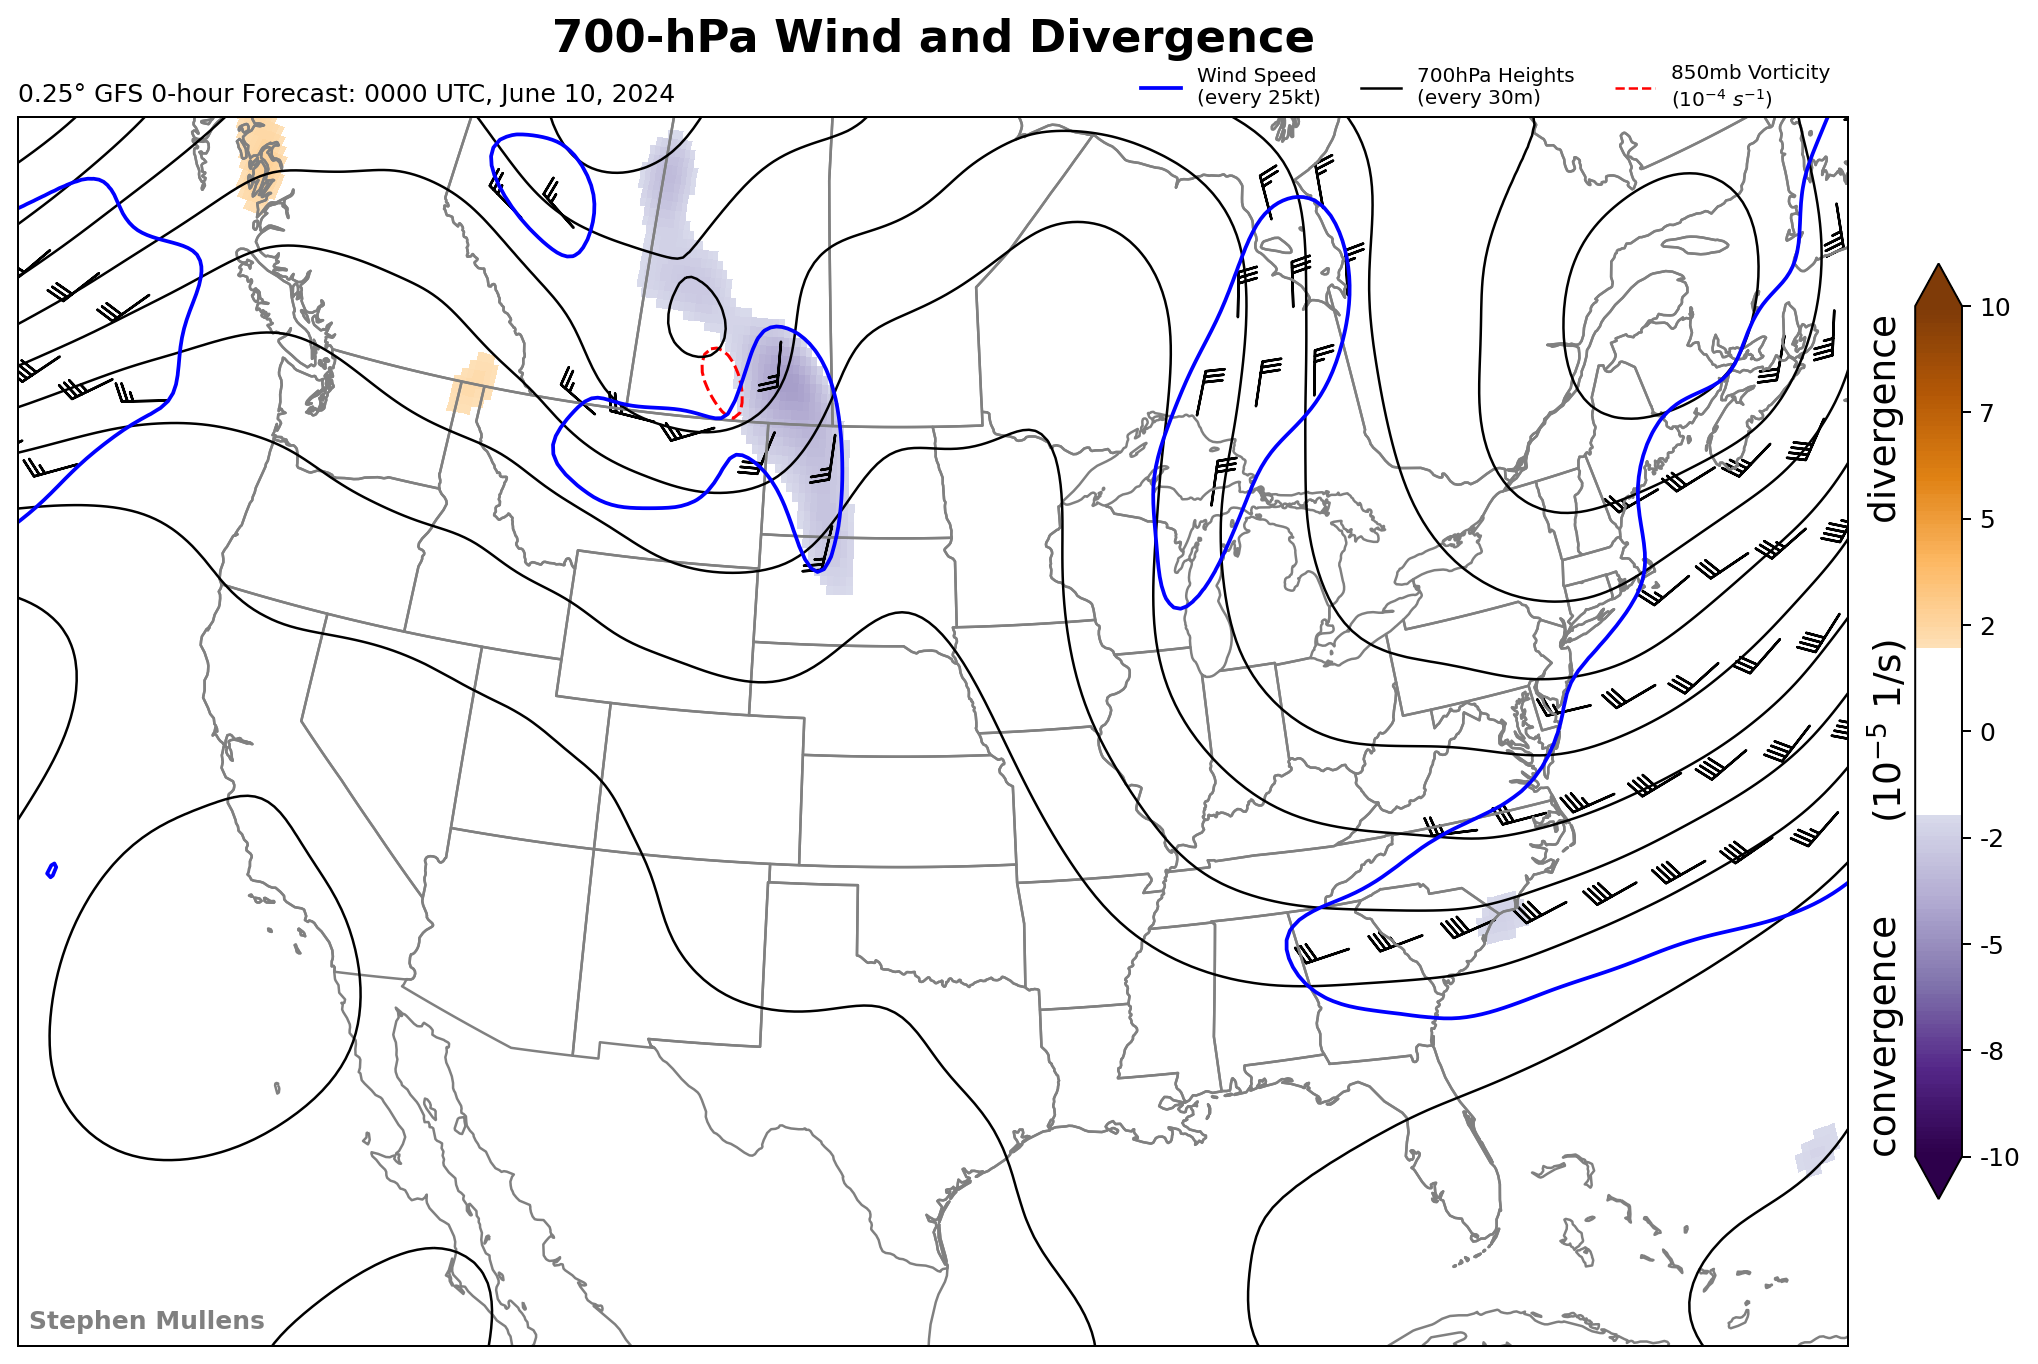 700-hPa Wind and Divergence
0.25° GFS 0-hour Forecast: 0000 UTC, June 10, 2024
Wind Speed
(every 25kt)
700hPa Heights
(every 30m)
850mb Vorticity
(10⁻⁴ s⁻¹)
divergence
(10⁻⁵ 1/s)
convergence
10
7
5
2
0
-2
-5
-8
-10
Stephen Mullens